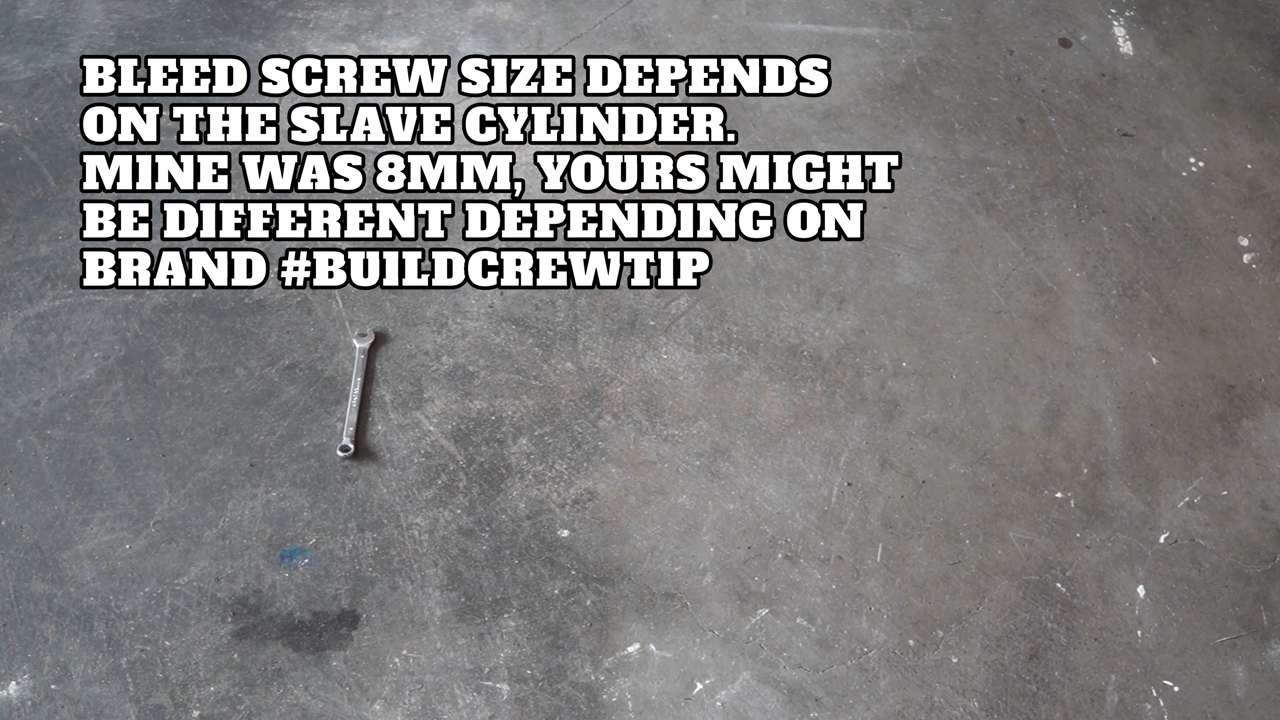 BLEED SCREW SIZE DEPENDS
ON THE SLAVE CYLINDER.
MINE WAS 8MM, YOURS MIGHT
BE DIFFERENT DEPENDING ON
BRAND #BUILDCREWTIP